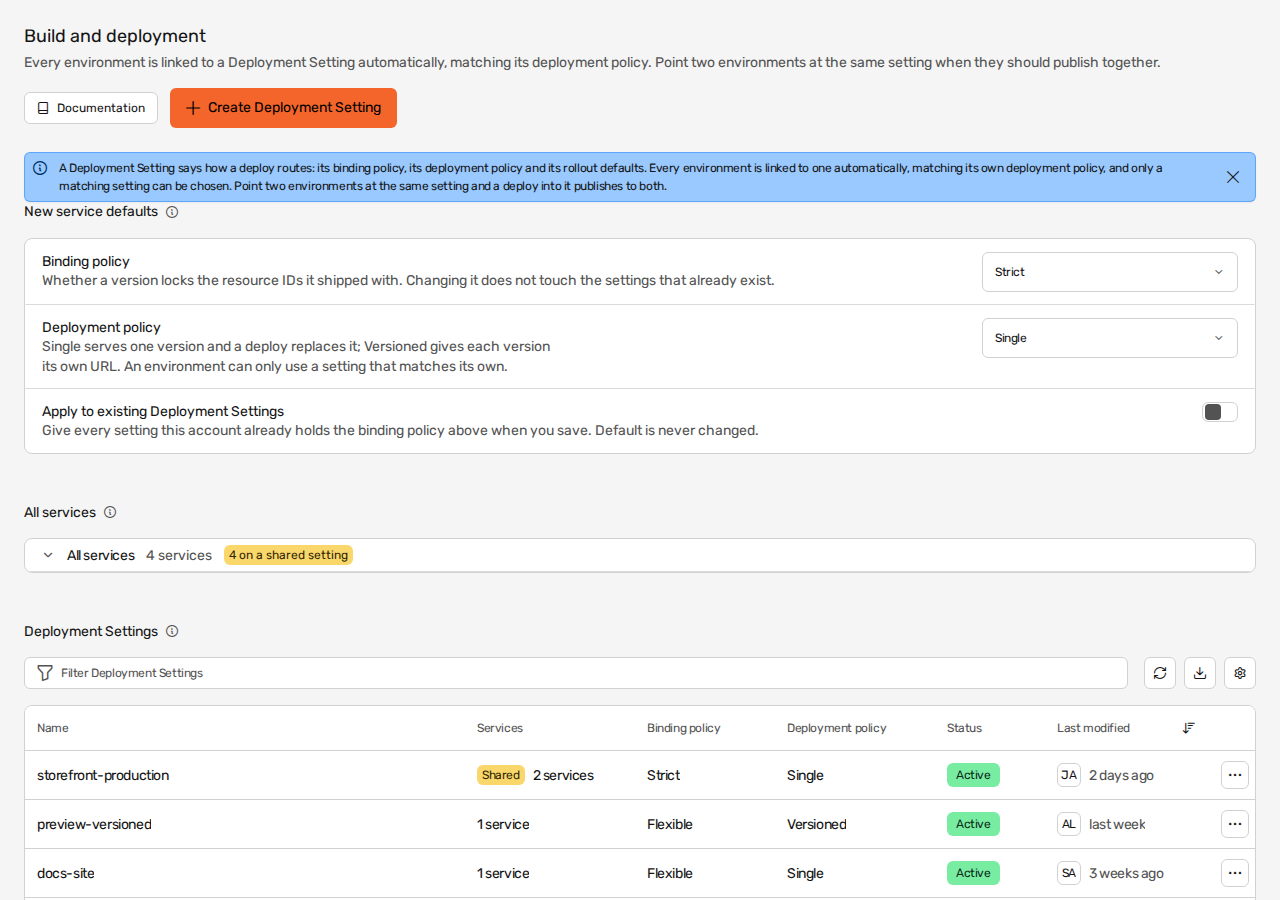 Build and deployment
Every environment is linked to a Deployment Setting automatically, matching its deployment policy. Point two environments at the same setting when they should publish together.
Documentation
Create Deployment Setting
A Deployment Setting says how a deploy routes: its binding policy, its deployment policy and its rollout defaults. Every environment is linked to one automatically, matching its own deployment policy, and only a
matching setting can be chosen. Point two environments at the same setting and a deploy into it publishes to both.
New service defaults
Binding policy
Whether a version locks the resource IDs it shipped with. Changing it does not touch the settings that already exist.
Strict
Deployment policy
Single serves one version and a deploy replaces it; Versioned gives each version
its own URL. An environment can only use a setting that matches its own.
Single
Apply to existing Deployment Settings
Give every setting this account already holds the binding policy above when you save. Default is never changed.
All services
All services 4 services 4 on a shared setting
Deployment Settings
Filter Deployment Settings
Name Services Binding policy Deployment policy Status Last modified
storefront-production Shared 2 services Strict Single Active JA 2 days ago
preview-versioned 1 service Flexible Versioned Active AL last week
docs-site 1 service Flexible Single Active SA 3 weeks ago